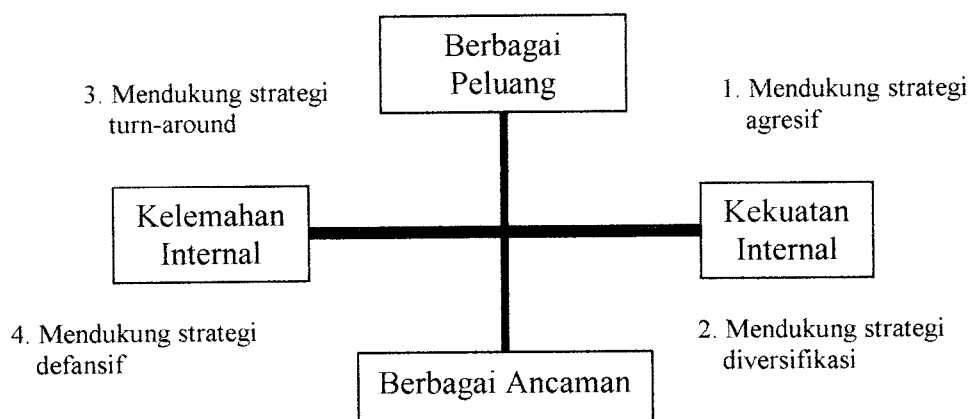 Berbagai
Peluang
3. Mendukung strategi
turn-around
1. Mendukung strategi
agresif
Kelemahan
Internal
Kekuatan
Internal
4. Mendukung strategi
defansif
2. Mendukung strategi
diversifikasi
Berbagai Ancaman